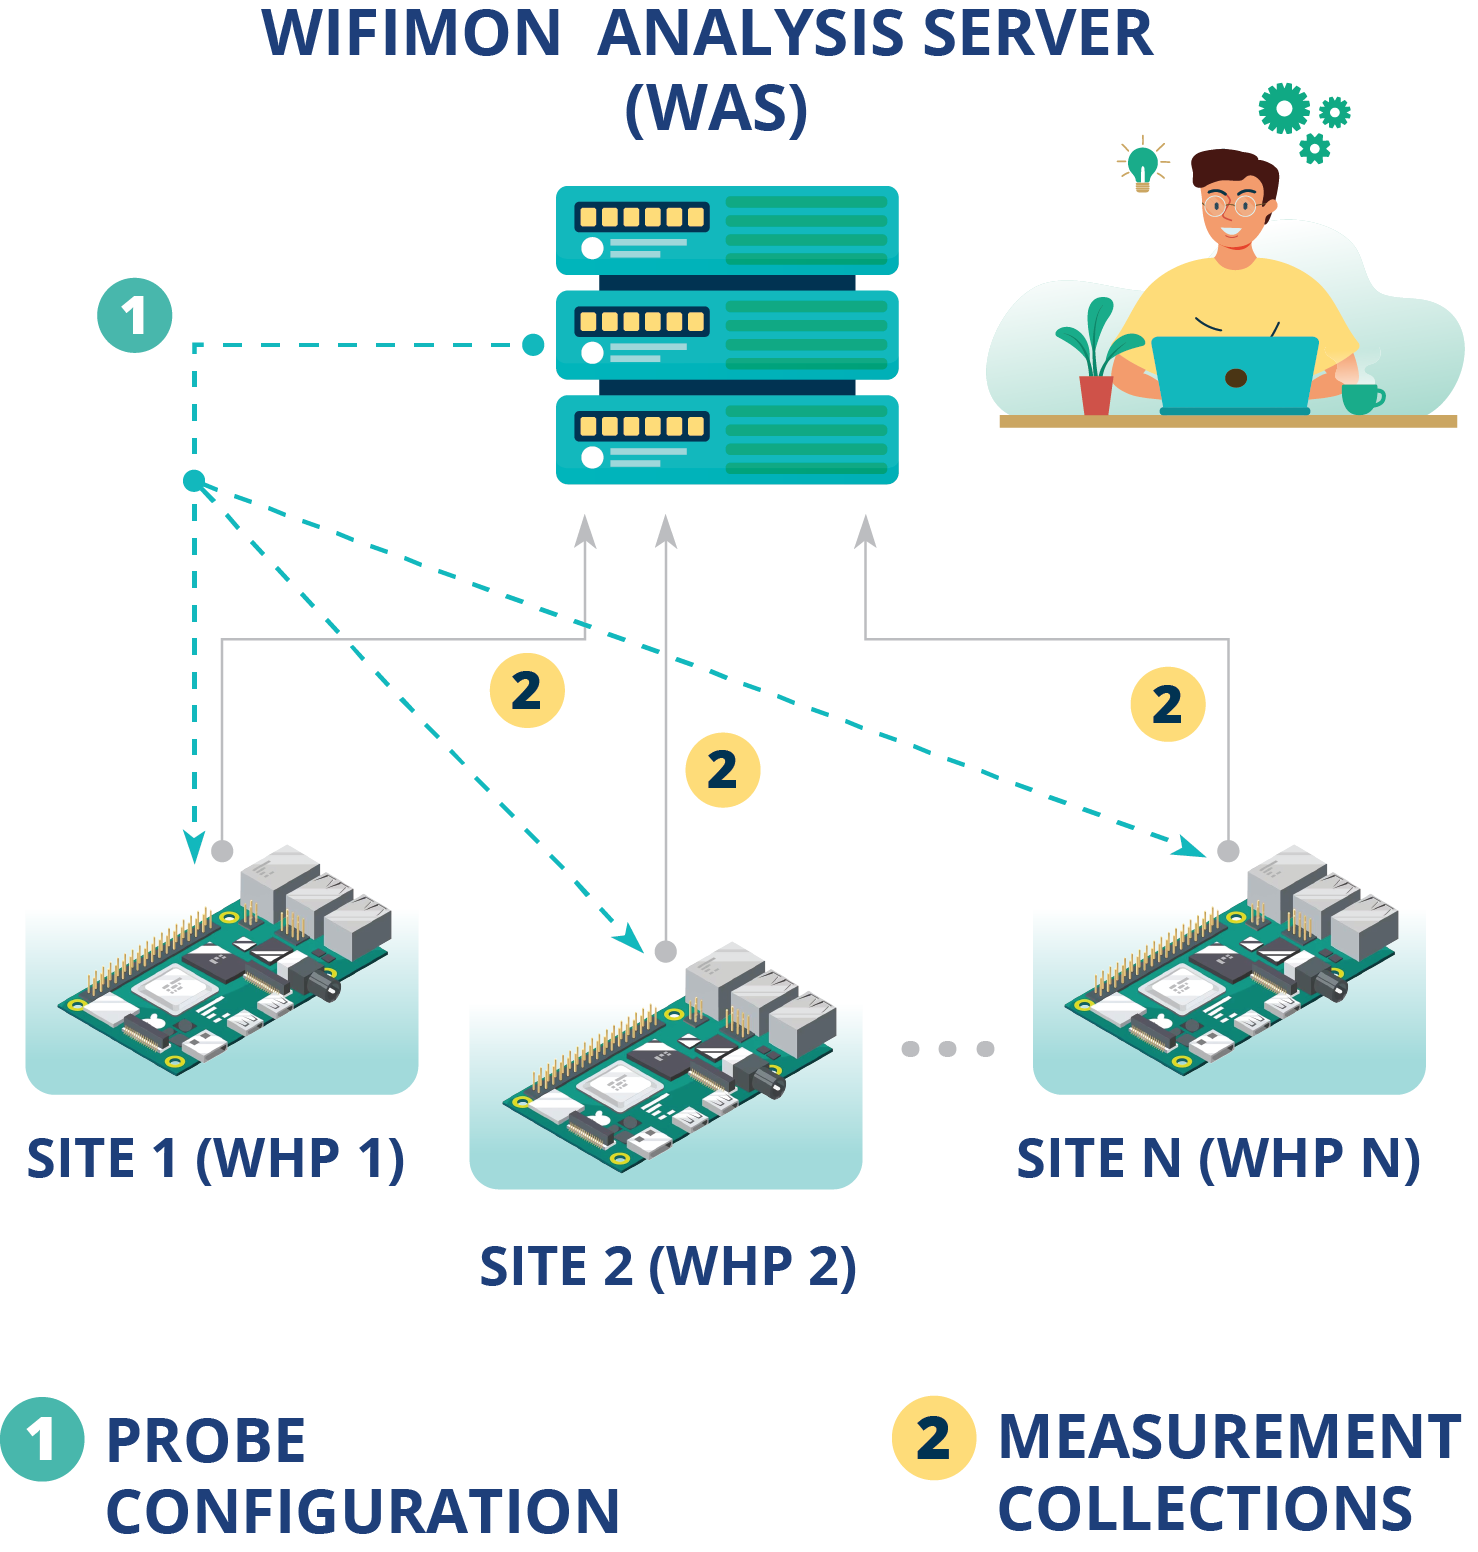 WIFIMON ANALYSIS SERVER
(WAS)
1
2
2
2
SITE 1 (WHP 1)
SITE N (WHP N)
SITE 2 (WHP 2)
1 PROBE
CONFIGURATION
2 MEASUREMENT
COLLECTIONS